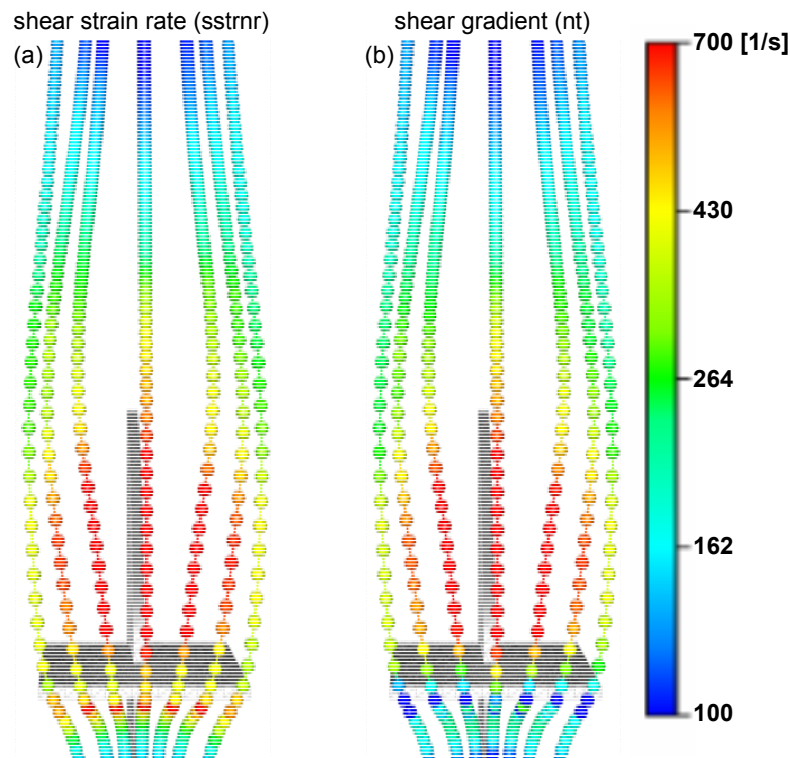 shear strain rate (sstrnr)
shear gradient (nt)
(a)
(b)
700 [1/s]
430
264
162
100